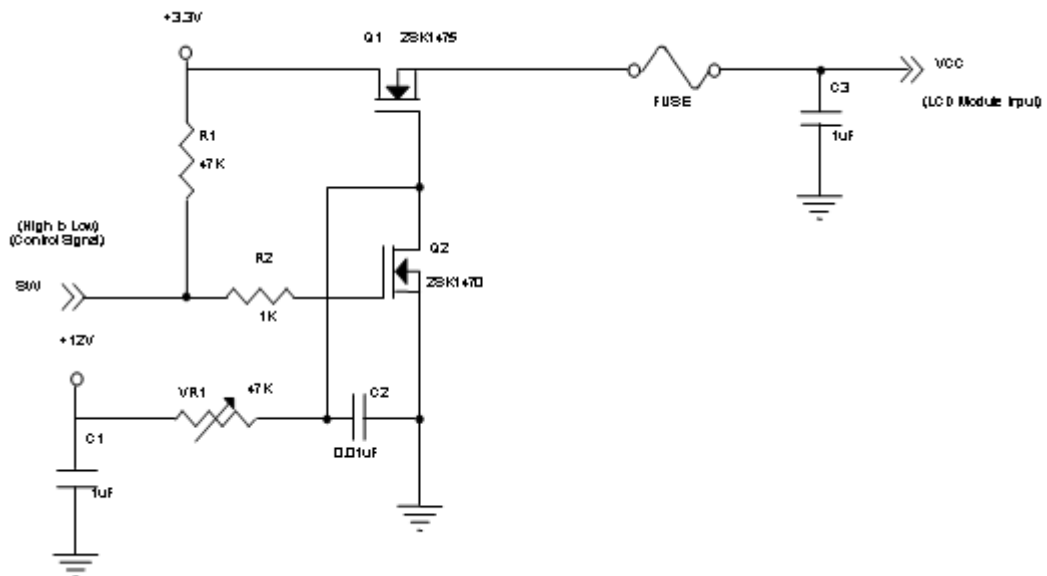 +3.3V
Q1 2SK1475
VCC
FUSE
C3
(LCD Module Input)
R1
1uF
47K
(High to Low)
(Control Signal)
Q2
R2
SW
2SK1470
1K
+12V
VR1
47K
C2
C1
0.01uF
1uF